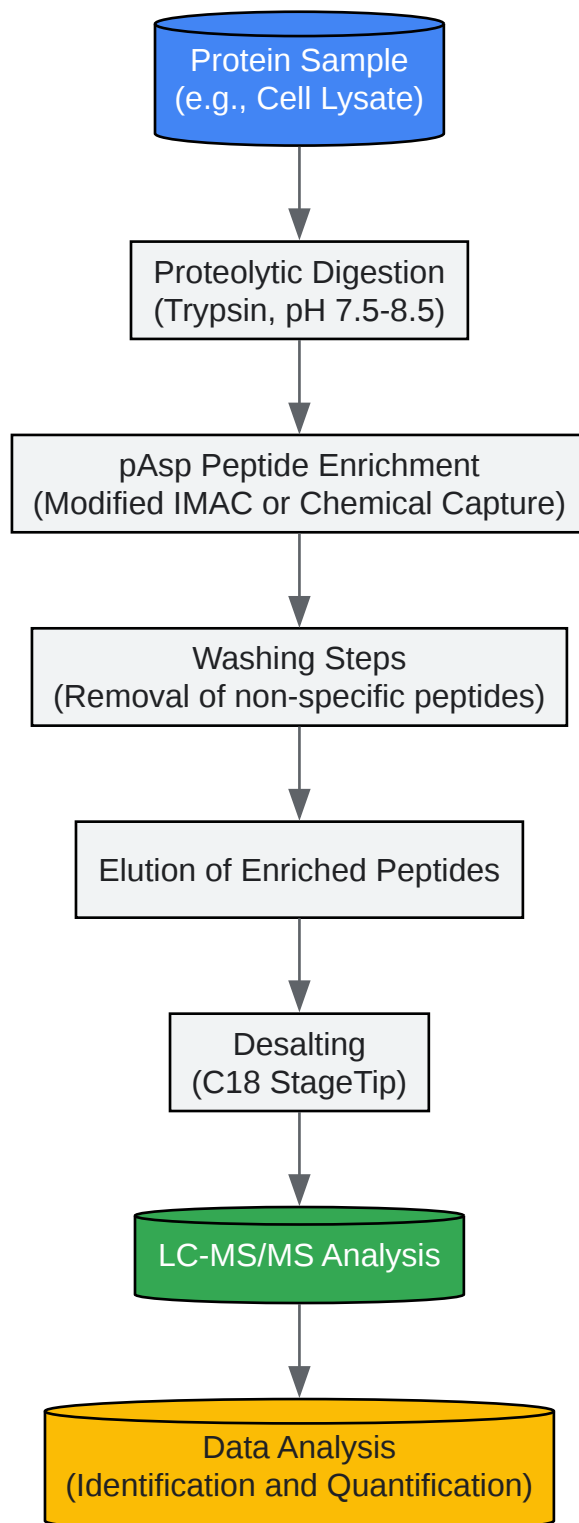 Protein Sample
(e.g., Cell Lysate)
Proteolytic Digestion
(Trypsin, pH 7.5-8.5)
pAsp Peptide Enrichment
(Modified IMAC or Chemical Capture)
Washing Steps
(Removal of non-specific peptides)
Elution of Enriched Peptides
Desalting
(C18 StageTip)
LC-MS/MS Analysis
Data Analysis
(Identification and Quantification)